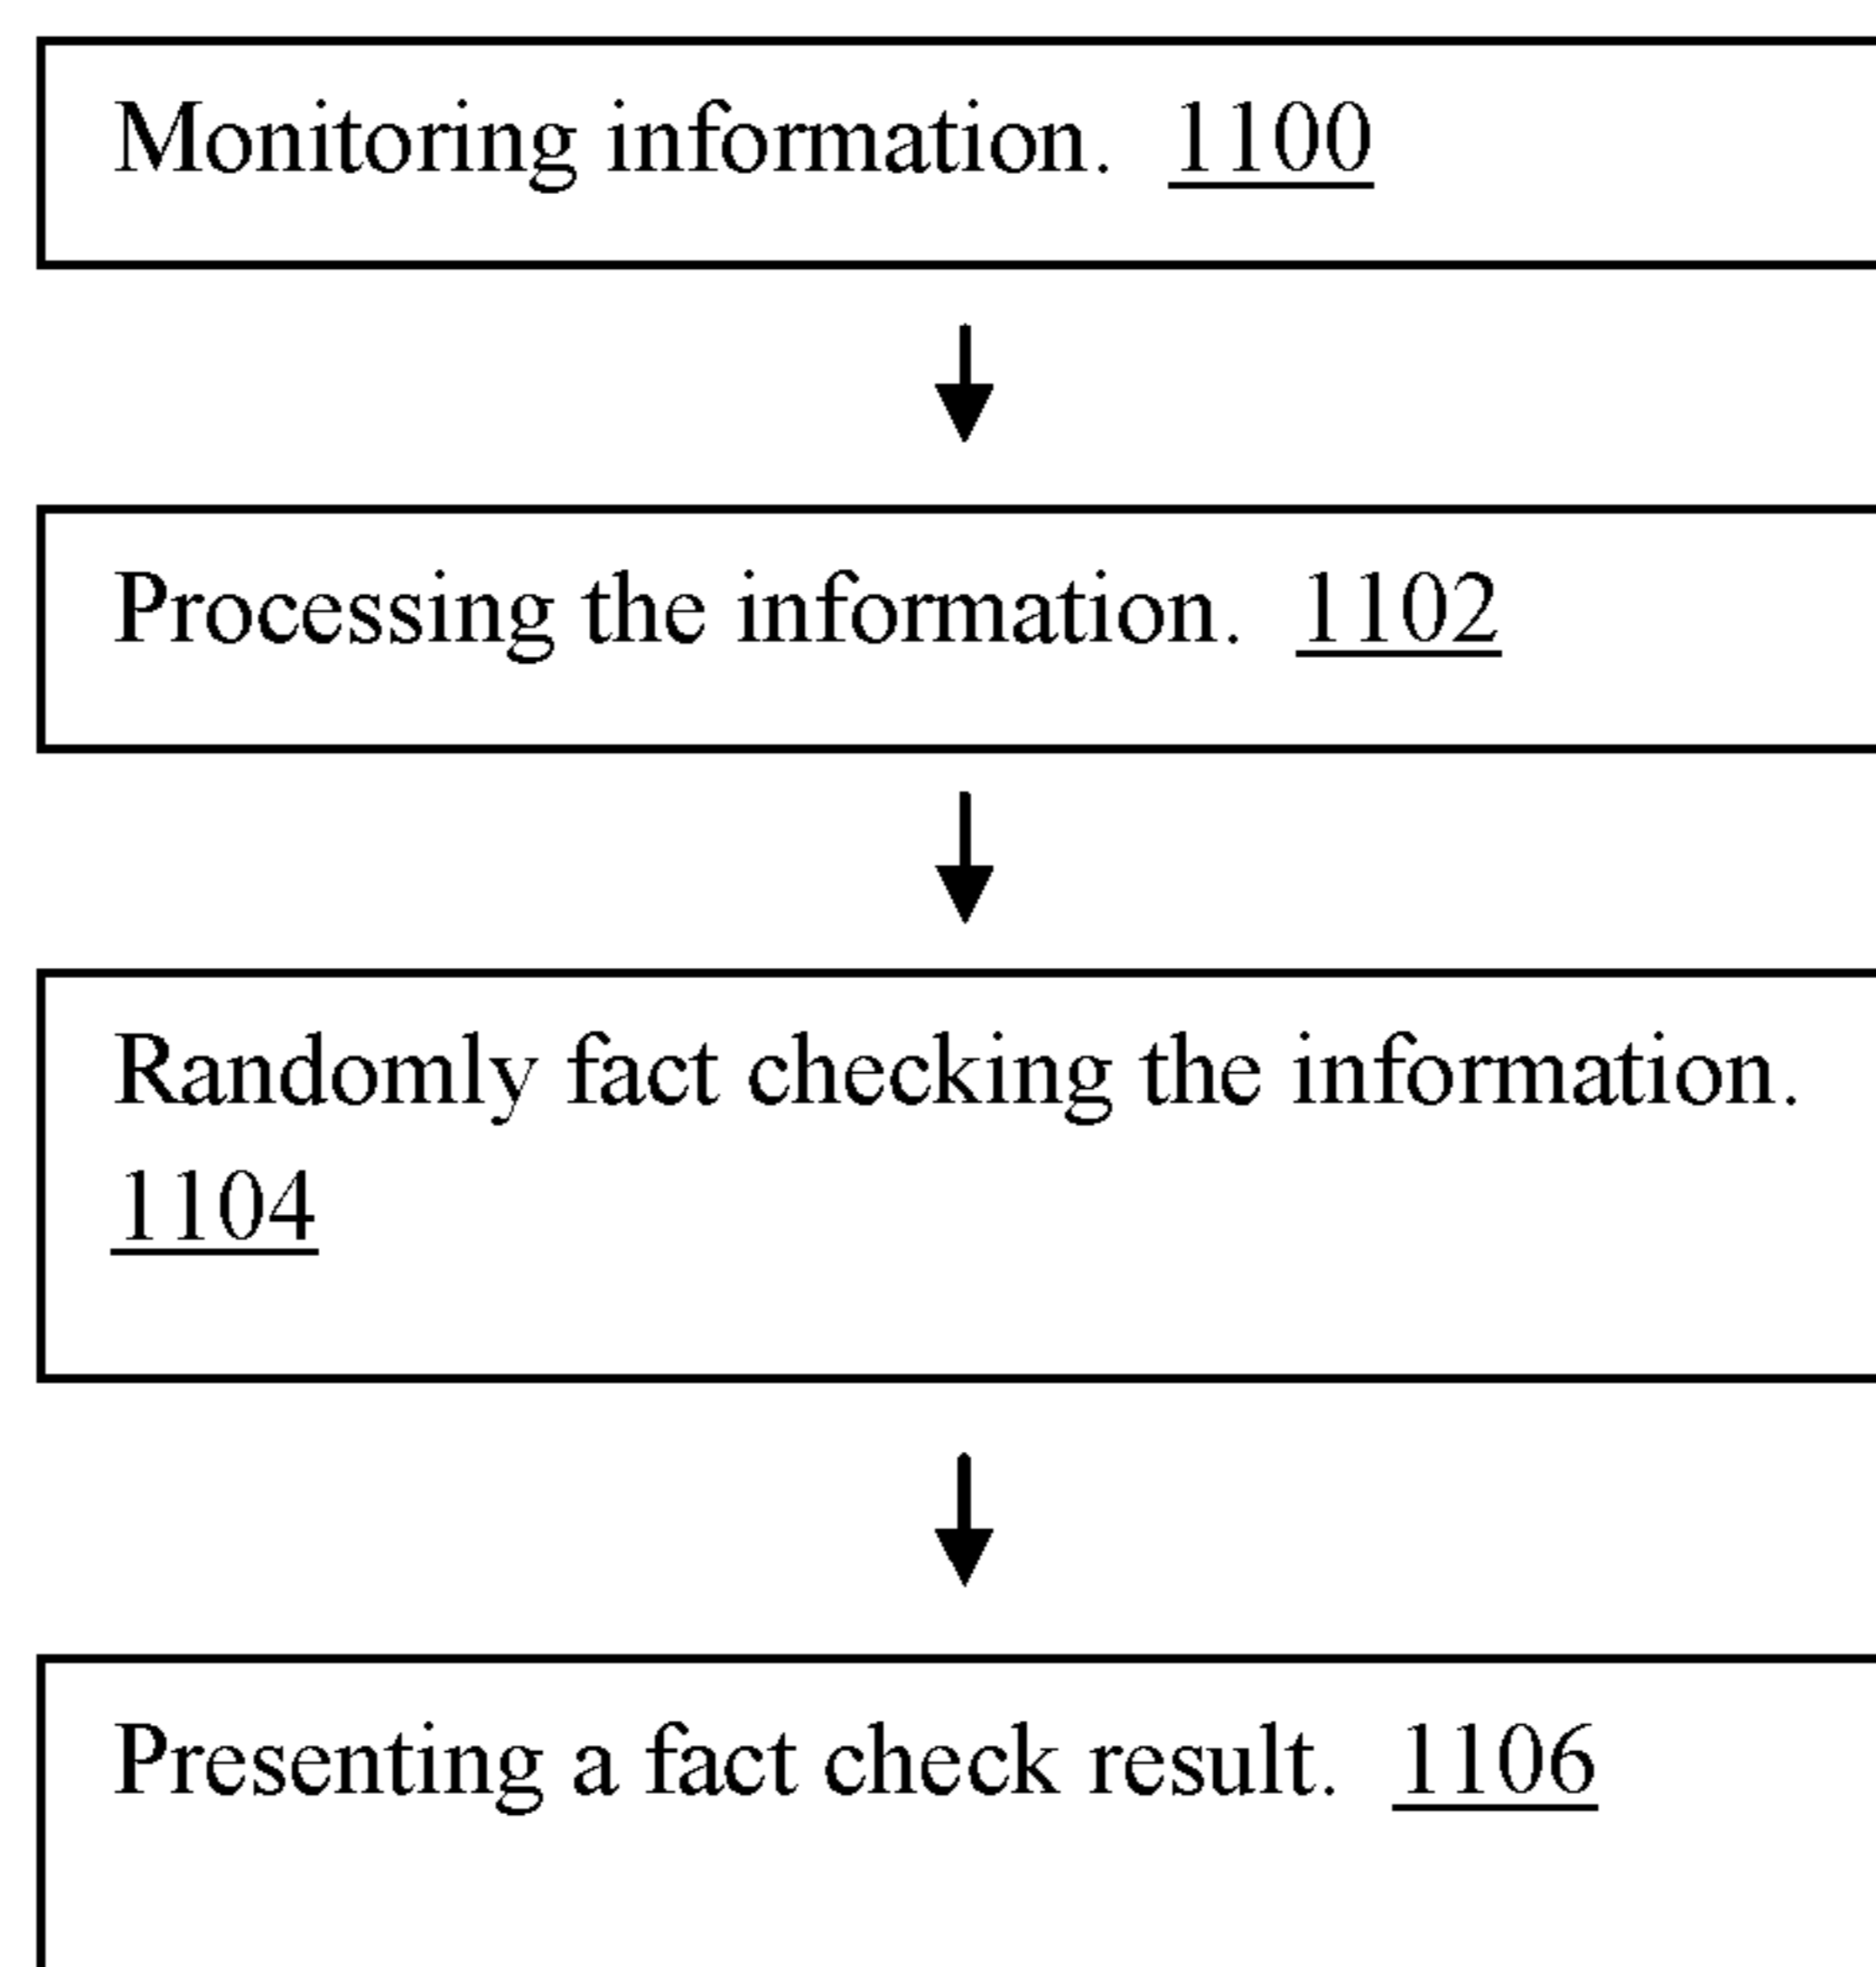 Monitoring information. 1100
Processing the information. 1102
Randomly fact checking the information.
1104
Presenting a fact check result. 1106